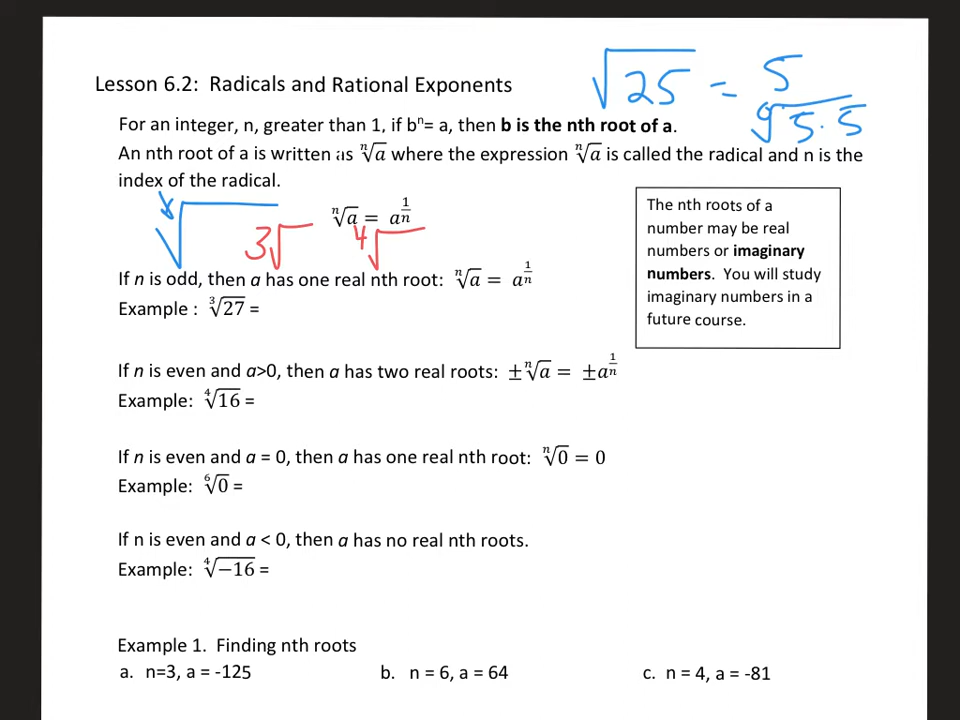 Lesson 6.2: Radicals and Rational Exponents
√25 = 5
√5·5
For an integer, n, greater than 1, if bⁿ= a, then b is the nth root of a.
An nth root of a is written as ⁿ√a where the expression ⁿ√a is called the radical and n is the
index of the radical.
ⁿ√a = a^(1/n)
√
3√
4√
The nth roots of a
number may be real
numbers or imaginary
numbers. You will study
imaginary numbers in a
future course.
If n is odd, then a has one real nth root: ⁿ√a = a^(1/n)
Example : ³√27 =
If n is even and a>0, then a has two real roots: ±ⁿ√a = ±a^(1/n)
Example: ⁴√16 =
If n is even and a = 0, then a has one real nth root: ⁿ√0 = 0
Example: ⁶√0 =
If n is even and a < 0, then a has no real nth roots.
Example: ⁴√−16 =
Example 1. Finding nth roots
a. n=3, a = -125
b. n = 6, a = 64
c. n = 4, a = -81